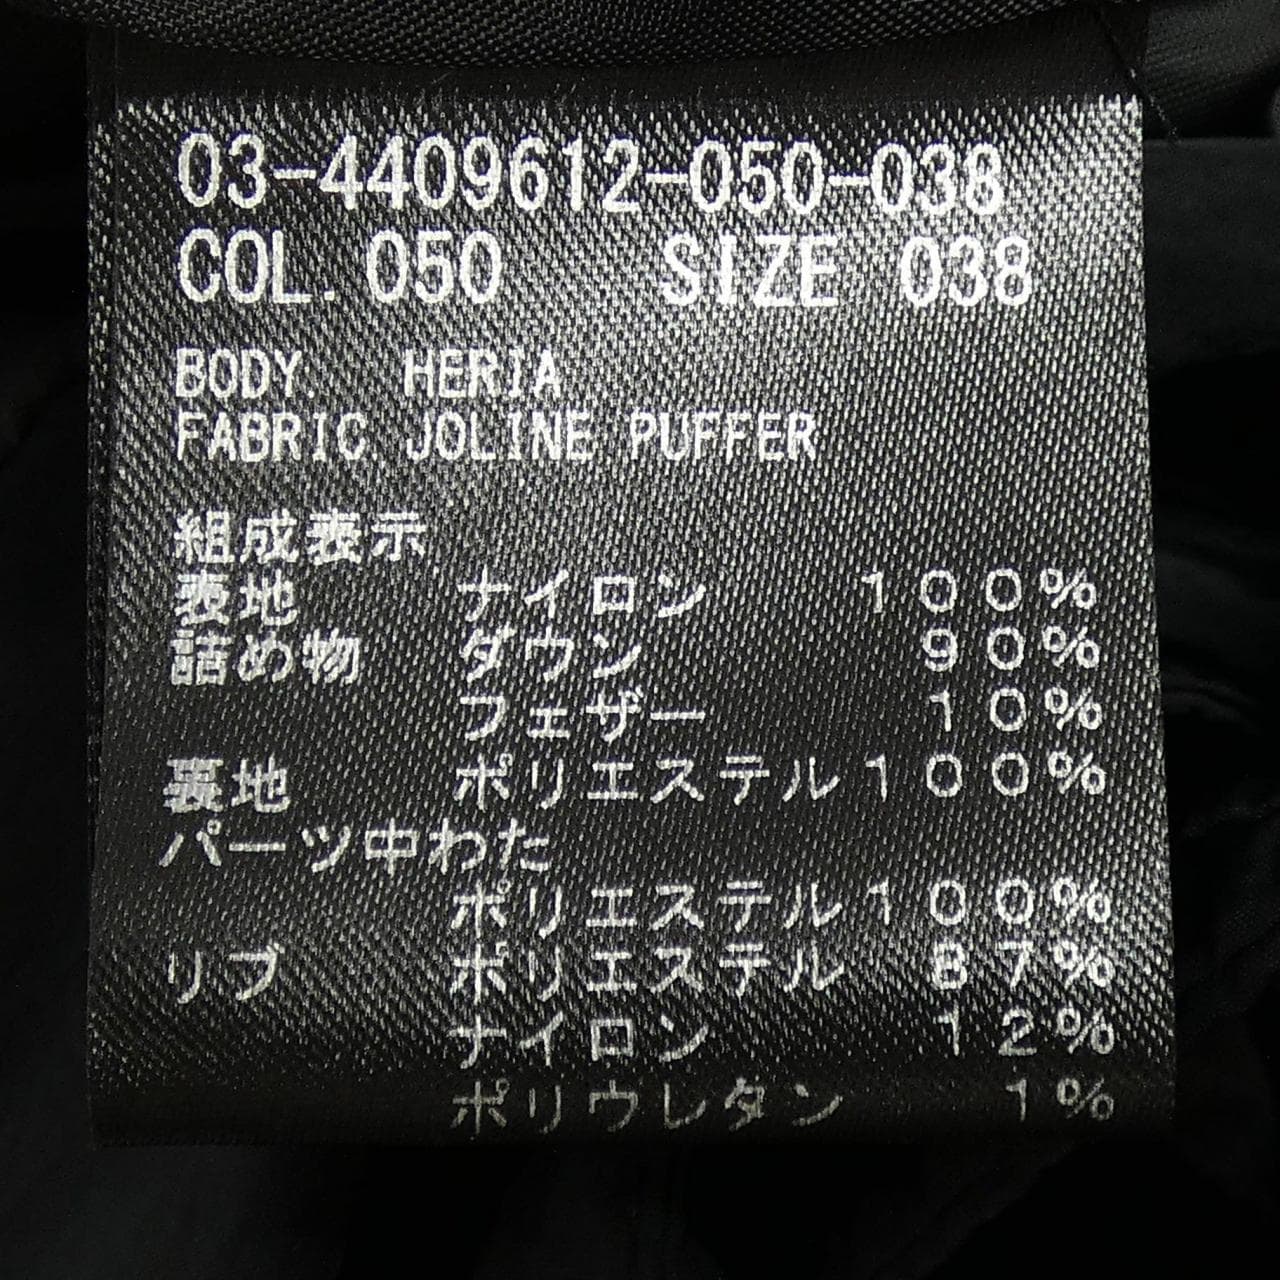 03-4409612-050-038
COL. 050 SIZE 038
BODY. HERIA
FABRIC. JOLINE PUFFER
組成表示
表地 ナイロン 100%
詰め物 ダウン 90%
フェザー 10%
裏地 ポリエステル100%
パーツ中わた
ポリエステル100%
リブ ポリエステル 87%
ナイロン 12%
ポリウレタン 1%